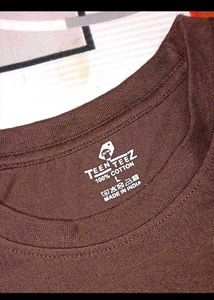 TEEN TEEZ
100% COTTON
L
MADE IN INDIA